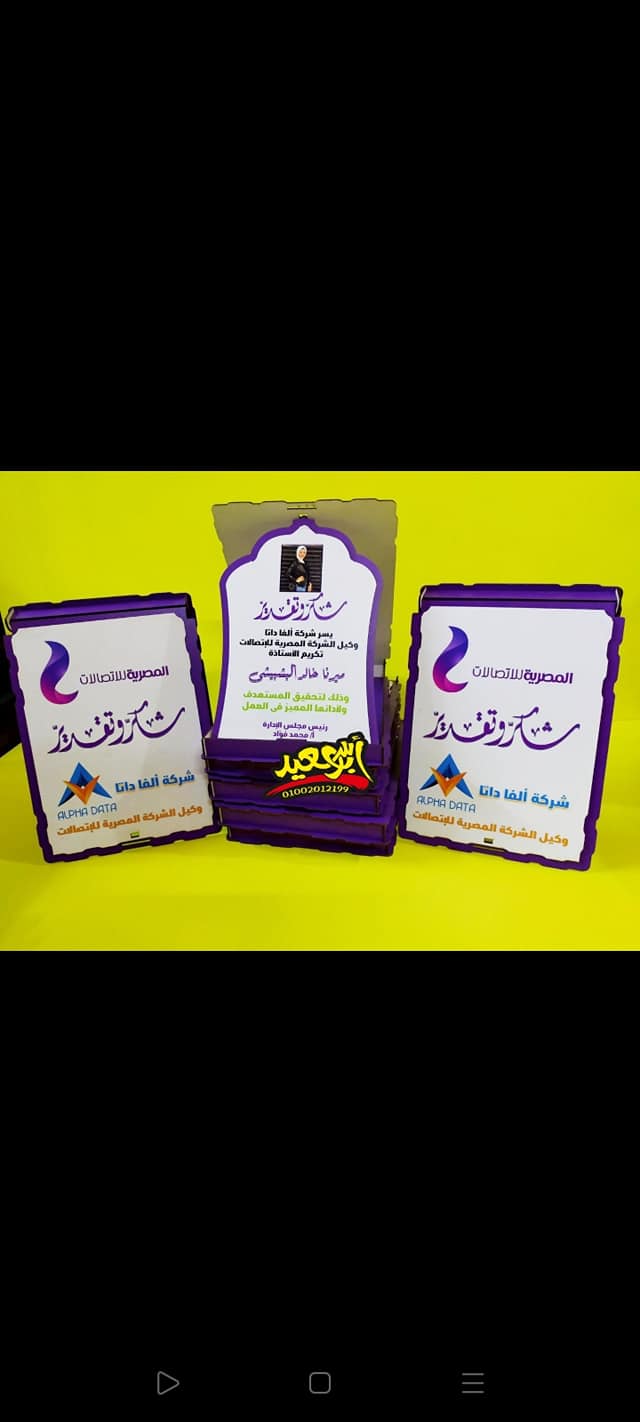 المصرية للاتصالات
شكر وتقدير
شركة ألفا داتا
ALPHA DATA
وكيل الشركة المصرية للإتصالات
شكر وتقدير
يسر شركة ألفا داتا
وكيل الشركة المصرية للإتصالات
تكريم الأستاذة
ميرنا خالد البشبيشي
وذلك لتحقيق المستهدف
ولادائها المميز فى العمل
رئيس مجلس الإدارة
أ/ محمد فؤاد
أبو سعيد
01002012199
المصرية للاتصالات
شكر وتقدير
شركة ألفا داتا
ALPHA DATA
وكيل الشركة المصرية للإتصالات